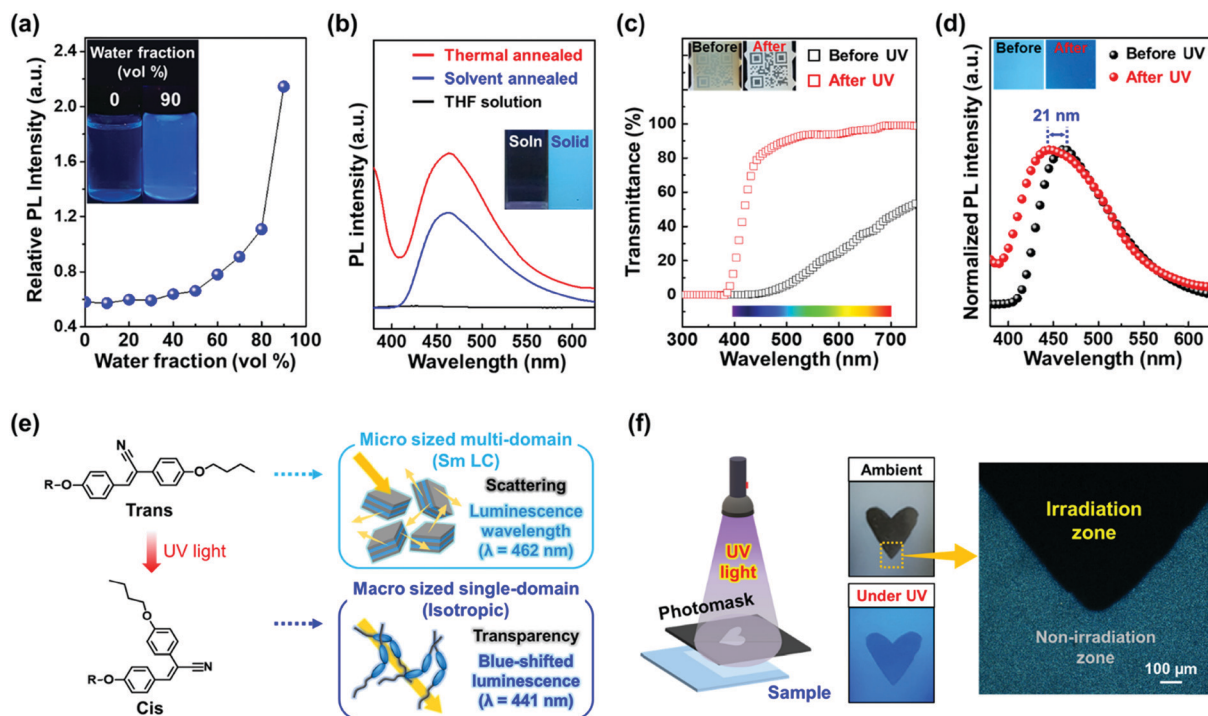 (a)
Relative PL Intensity (a.u.)
2.4
2.0
1.6
1.2
0.8
0.4
Water fraction
(vol %)
0 90
0 20 40 60 80 100
Water fraction (vol %)
(b)
PL intensity (a.u.)
Thermal annealed
Solvent annealed
THF solution
Soln Solid
400 450 500 550 600
Wavelength (nm)
(c)
Transmittance (%)
Before After
Before UV
After UV
100
80
60
40
20
0
300 400 500 600 700
Wavelength (nm)
(d)
Normalized PL intensity (a.u.)
Before After
Before UV
After UV
21 nm
400 450 500 550 600
Wavelength (nm)
(e)
N
O
R-O
Trans
UV light
O
N
R-O
Cis
Micro sized multi-domain
(Sm LC)
Scattering
Luminescence
wavelength
(λ = 462 nm)
Macro sized single-domain
(Isotropic)
Transparency
Blue-shifted
luminescence
(λ = 441 nm)
(f)
UV
light
Photomask
Sample
Ambient
Under UV
Irradiation
zone
Non-irradiation
zone
100 µm